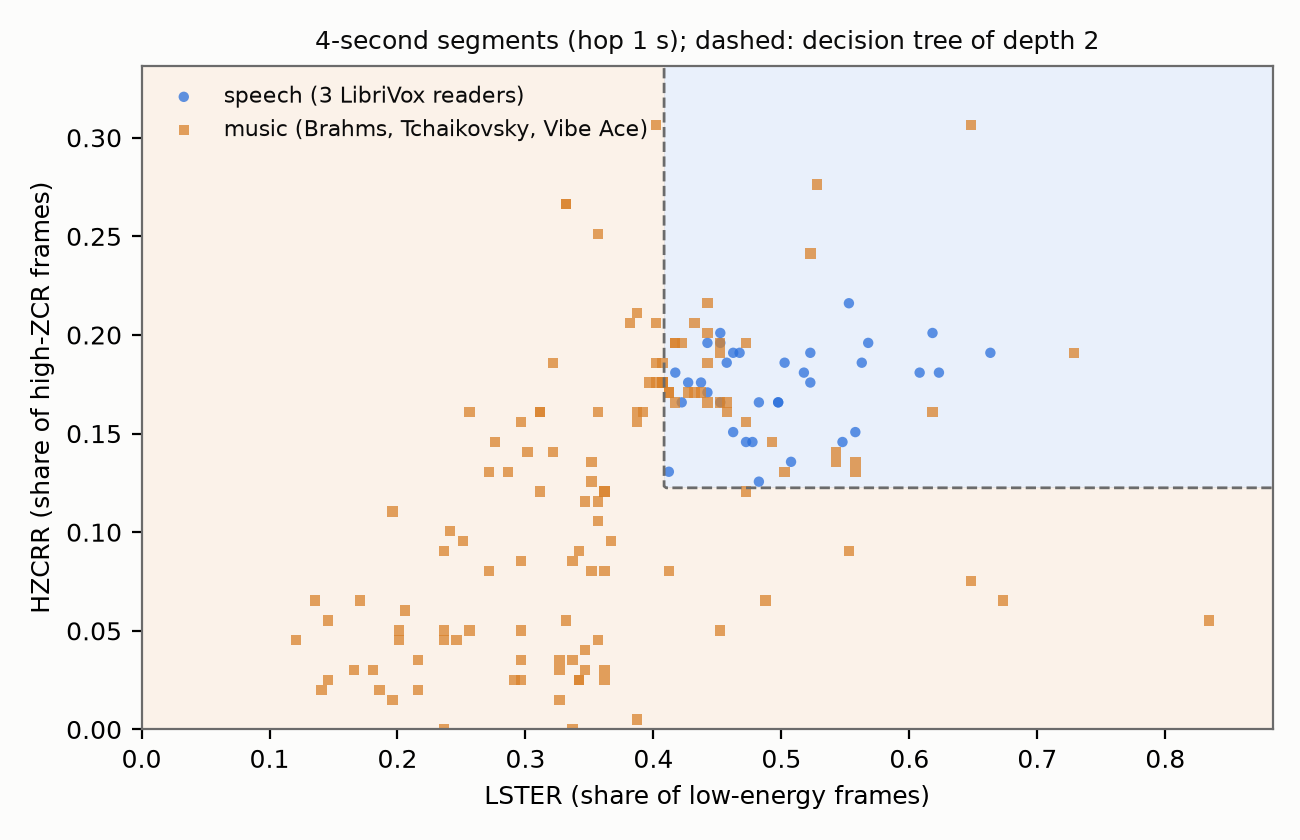 4-second segments (hop 1 s); dashed: decision tree of depth 2
speech (3 LibriVox readers)
music (Brahms, Tchaikovsky, Vibe Ace)
HZCRR (share of high-ZCR frames)
0.30
0.25
0.20
0.15
0.10
0.05
0.00
0.0 0.1 0.2 0.3 0.4 0.5 0.6 0.7 0.8
LSTER (share of low-energy frames)